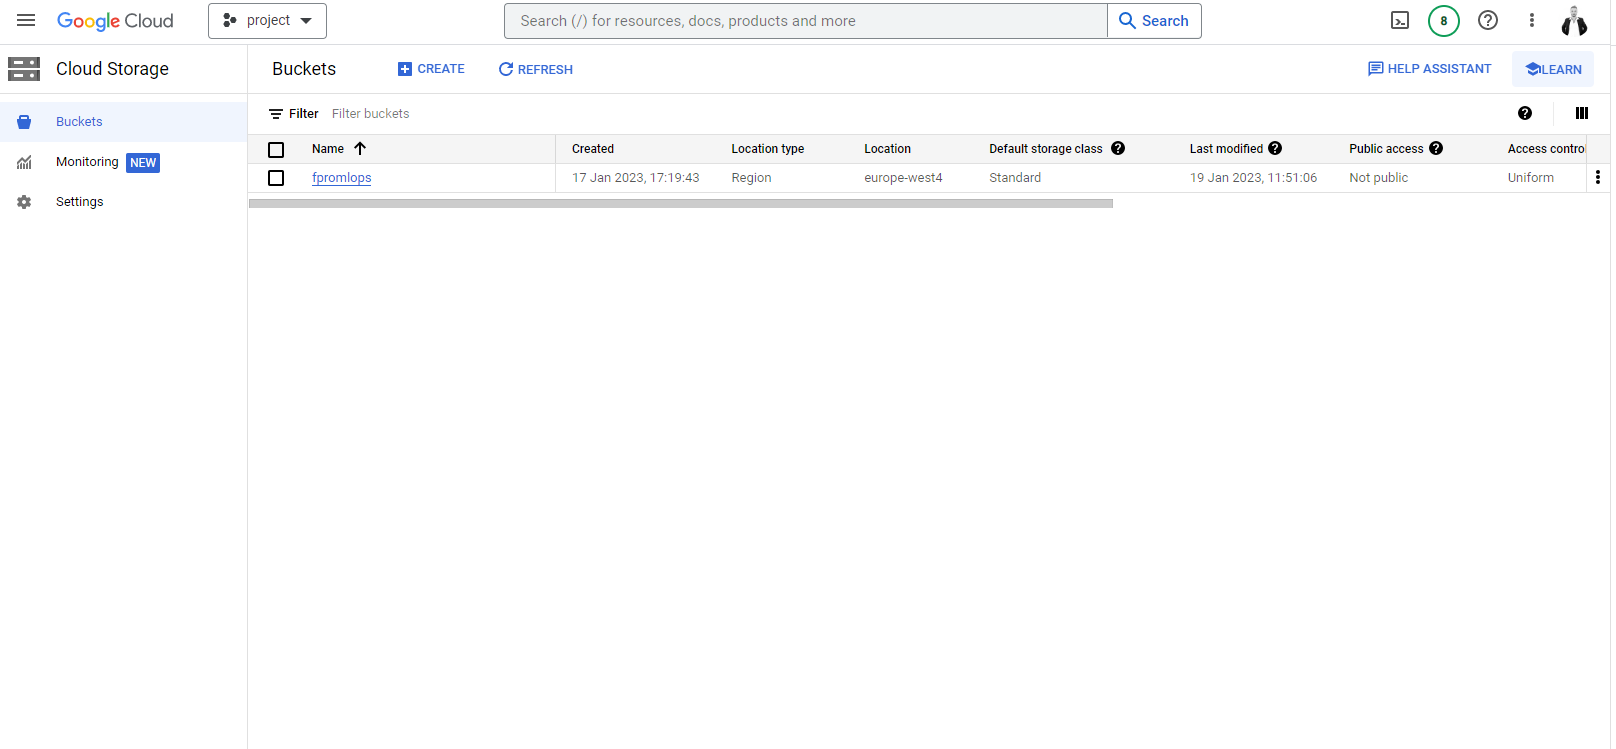 Google Cloud project Search (/) for resources, docs, products and more Search 8
Cloud Storage Buckets CREATE REFRESH HELP ASSISTANT LEARN
Buckets
Monitoring NEW
Settings
Filter Filter buckets
Name Created Location type Location Default storage class Last modified Public access Access contro
fpromlops 17 Jan 2023, 17:19:43 Region europe-west4 Standard 19 Jan 2023, 11:51:06 Not public Uniform